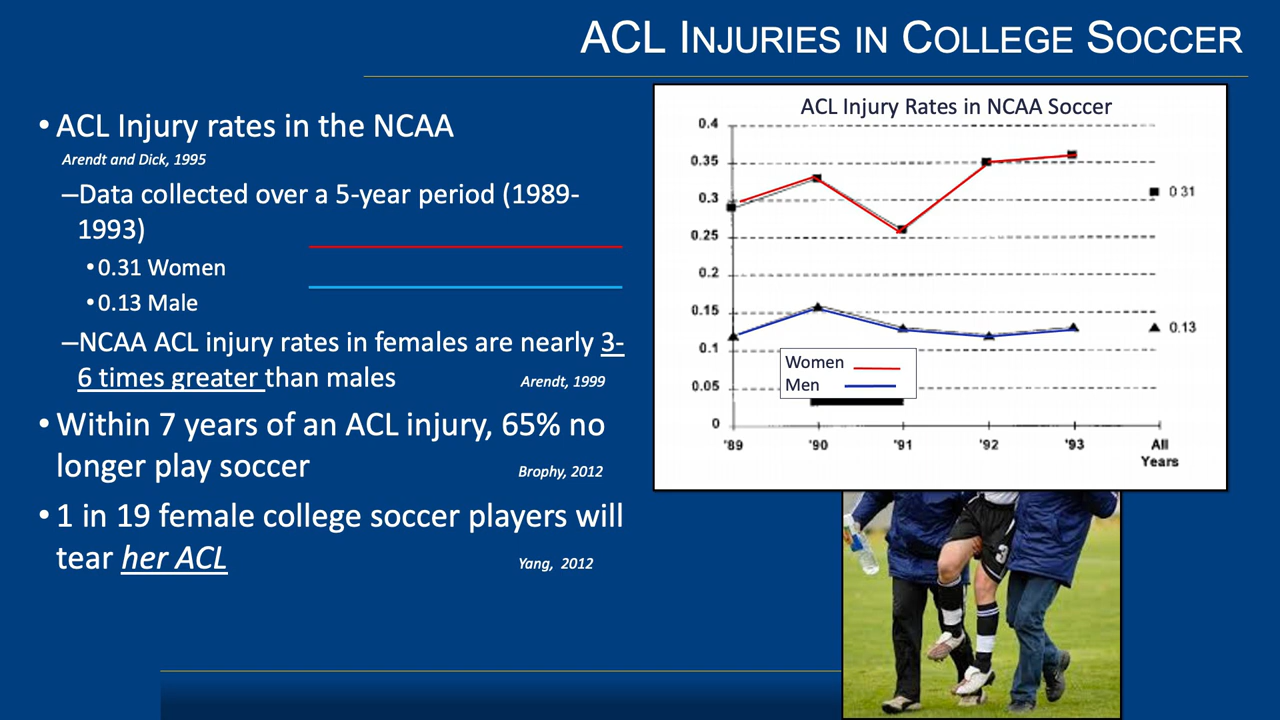 ACL INJURIES IN COLLEGE SOCCER
• ACL Injury rates in the NCAA
Arendt and Dick, 1995
–Data collected over a 5-year period (1989-
1993)
•0.31 Women
•0.13 Male
–NCAA ACL injury rates in females are nearly 3-
6 times greater than males
Arendt, 1999
• Within 7 years of an ACL injury, 65% no
longer play soccer
Brophy, 2012
• 1 in 19 female college soccer players will
tear her ACL
Yang, 2012
ACL Injury Rates in NCAA Soccer
0.4
0.35
0.3
0.25
0.2
0.15
0.1
0.05
0
0.31
0.13
Women
Men
'89 '90 '91 '92 '93 All
Years
3